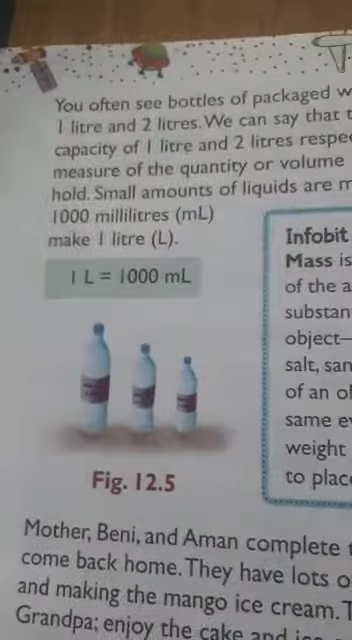 You often see bottles of packaged
1 litre and 2 litres. We can say that
capacity of 1 litre and 2 litres
measure of the quantity or volume
hold. Small amounts of liquids are
1000 millilitres (mL)
make 1 litre (L).
1 L = 1000 mL
Fig. 12.5
Infobit
Mass is
of the
object—
salt,
of an
same
weight
to
Mother, Beni, and Aman complete
come back home. They have lots
and making the mango ice cream.
Grandpa; enjoy the cake and